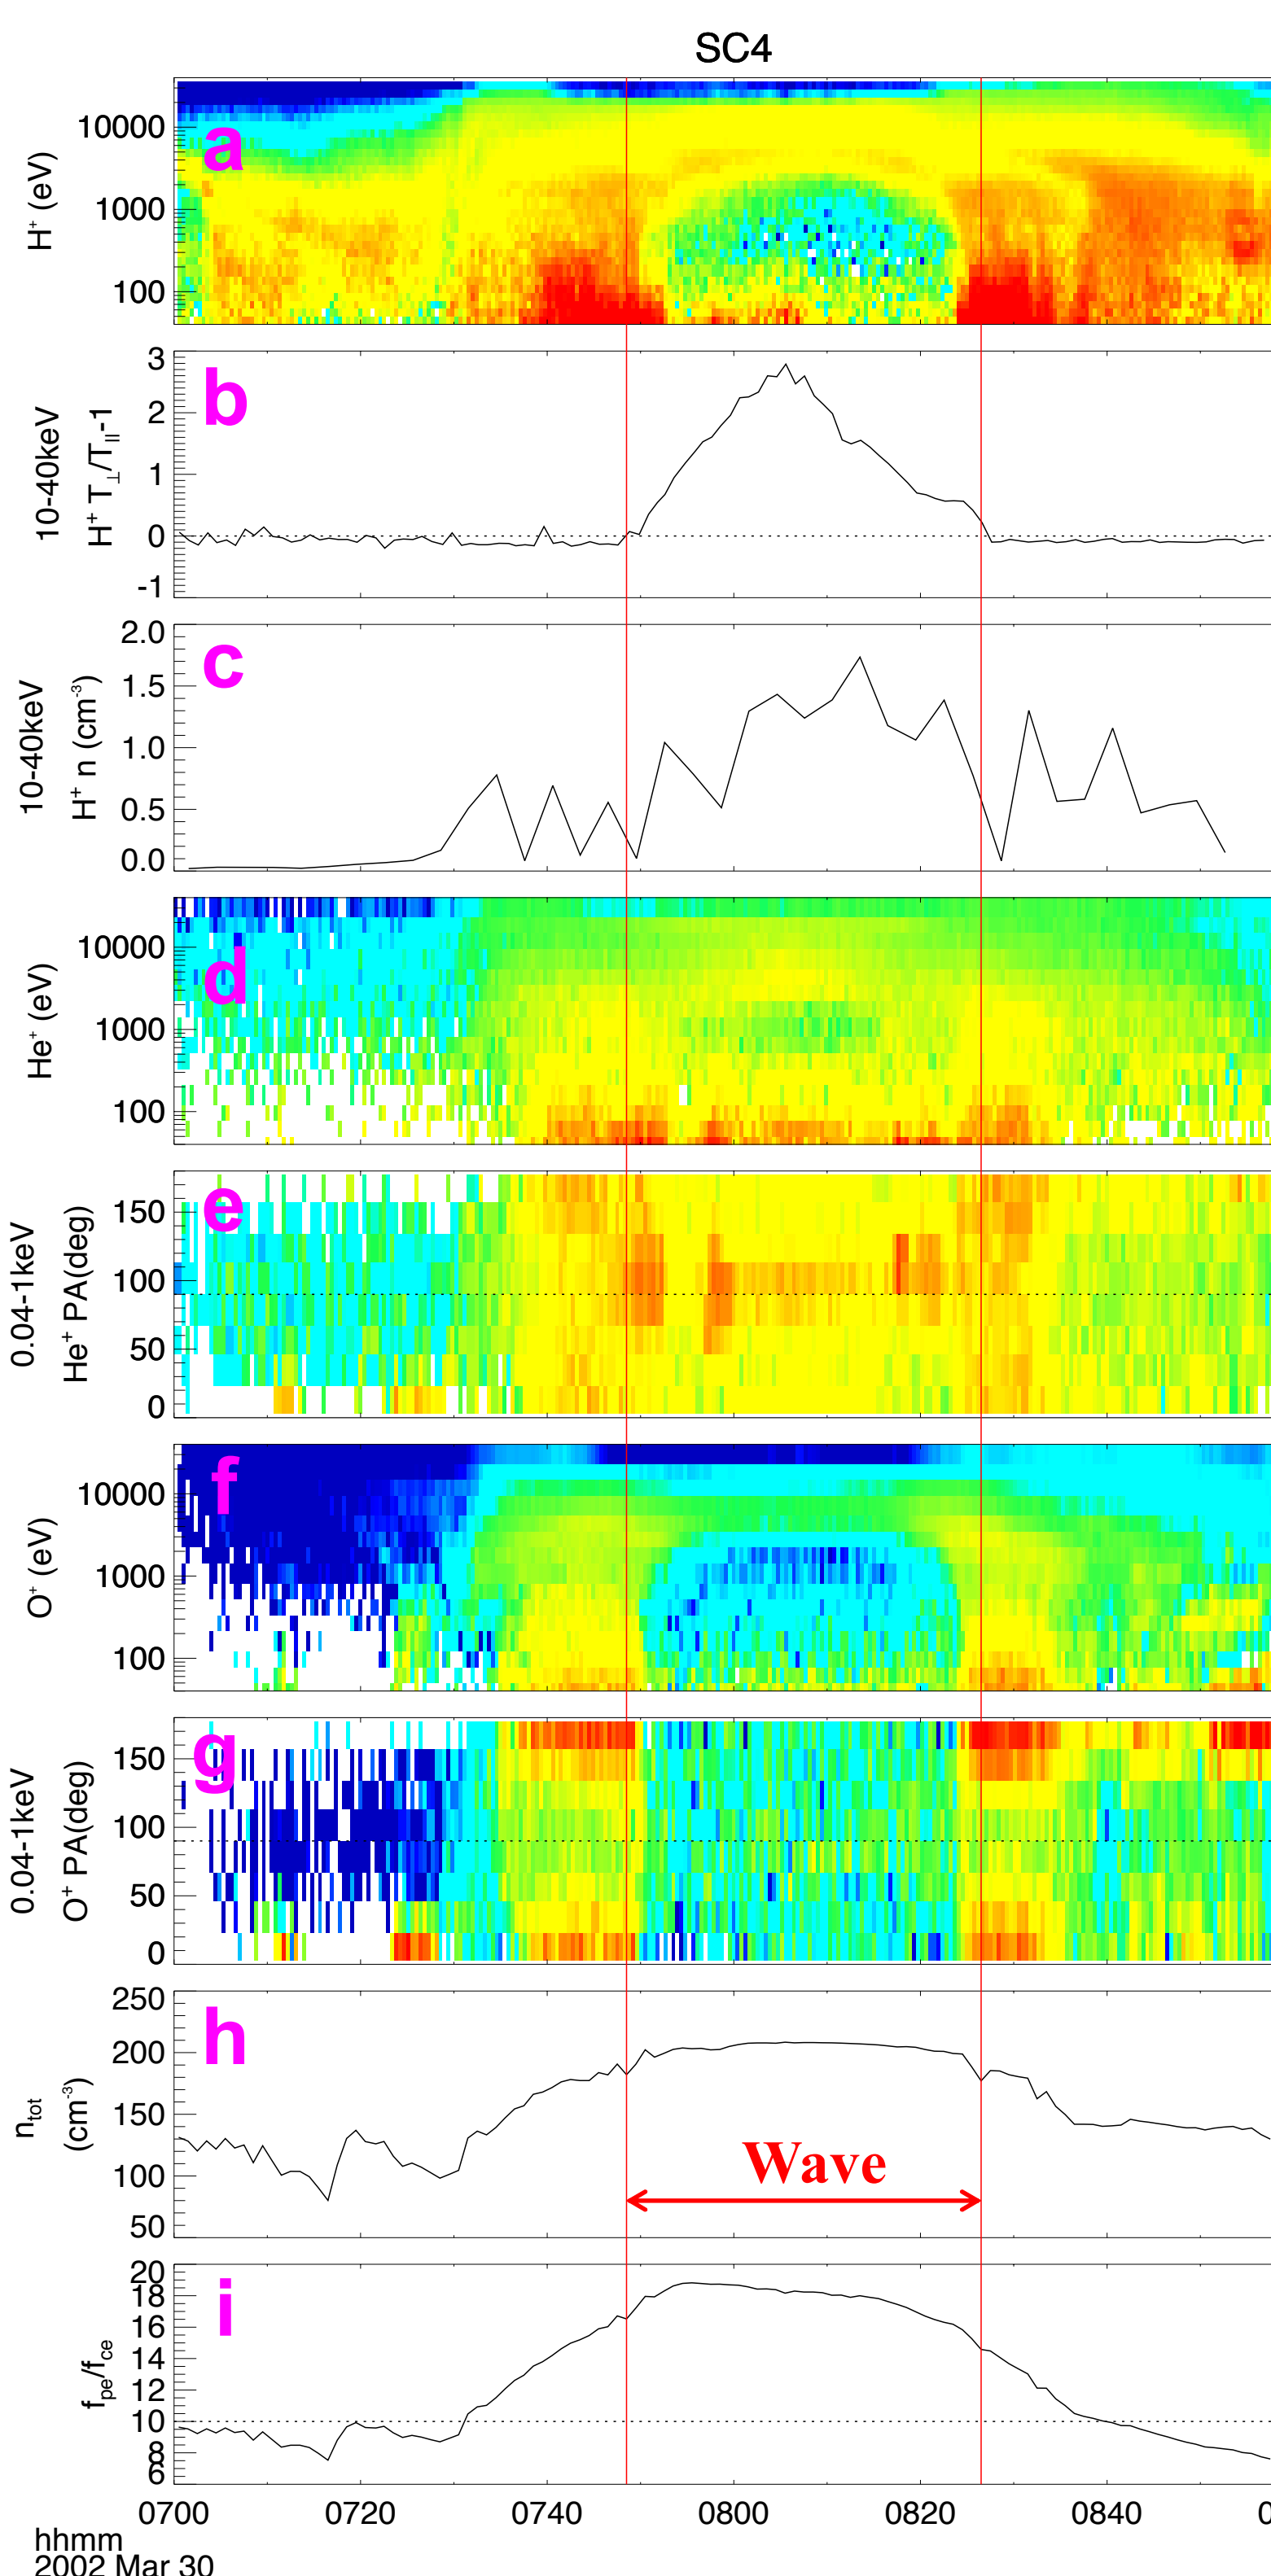 SC4
a
H⁺ (eV)
10000
1000
100
b
10-40keV
H⁺ T⊥/T||-1
3
2
1
0
-1
c
10-40keV
H⁺ n (cm⁻³)
2.0
1.5
1.0
0.5
0.0
d
He⁺ (eV)
10000
1000
100
e
0.04-1keV
He⁺ PA(deg)
150
100
50
0
f
O⁺ (eV)
10000
1000
100
g
0.04-1keV
O⁺ PA(deg)
150
100
50
0
h
n_tot
(cm⁻³)
250
200
150
100
50
Wave
i
f_pe/f_ce
20
18
16
14
12
10
8
6
0700 0720 0740 0800 0820 0840 0
hhmm
2002 Mar 30